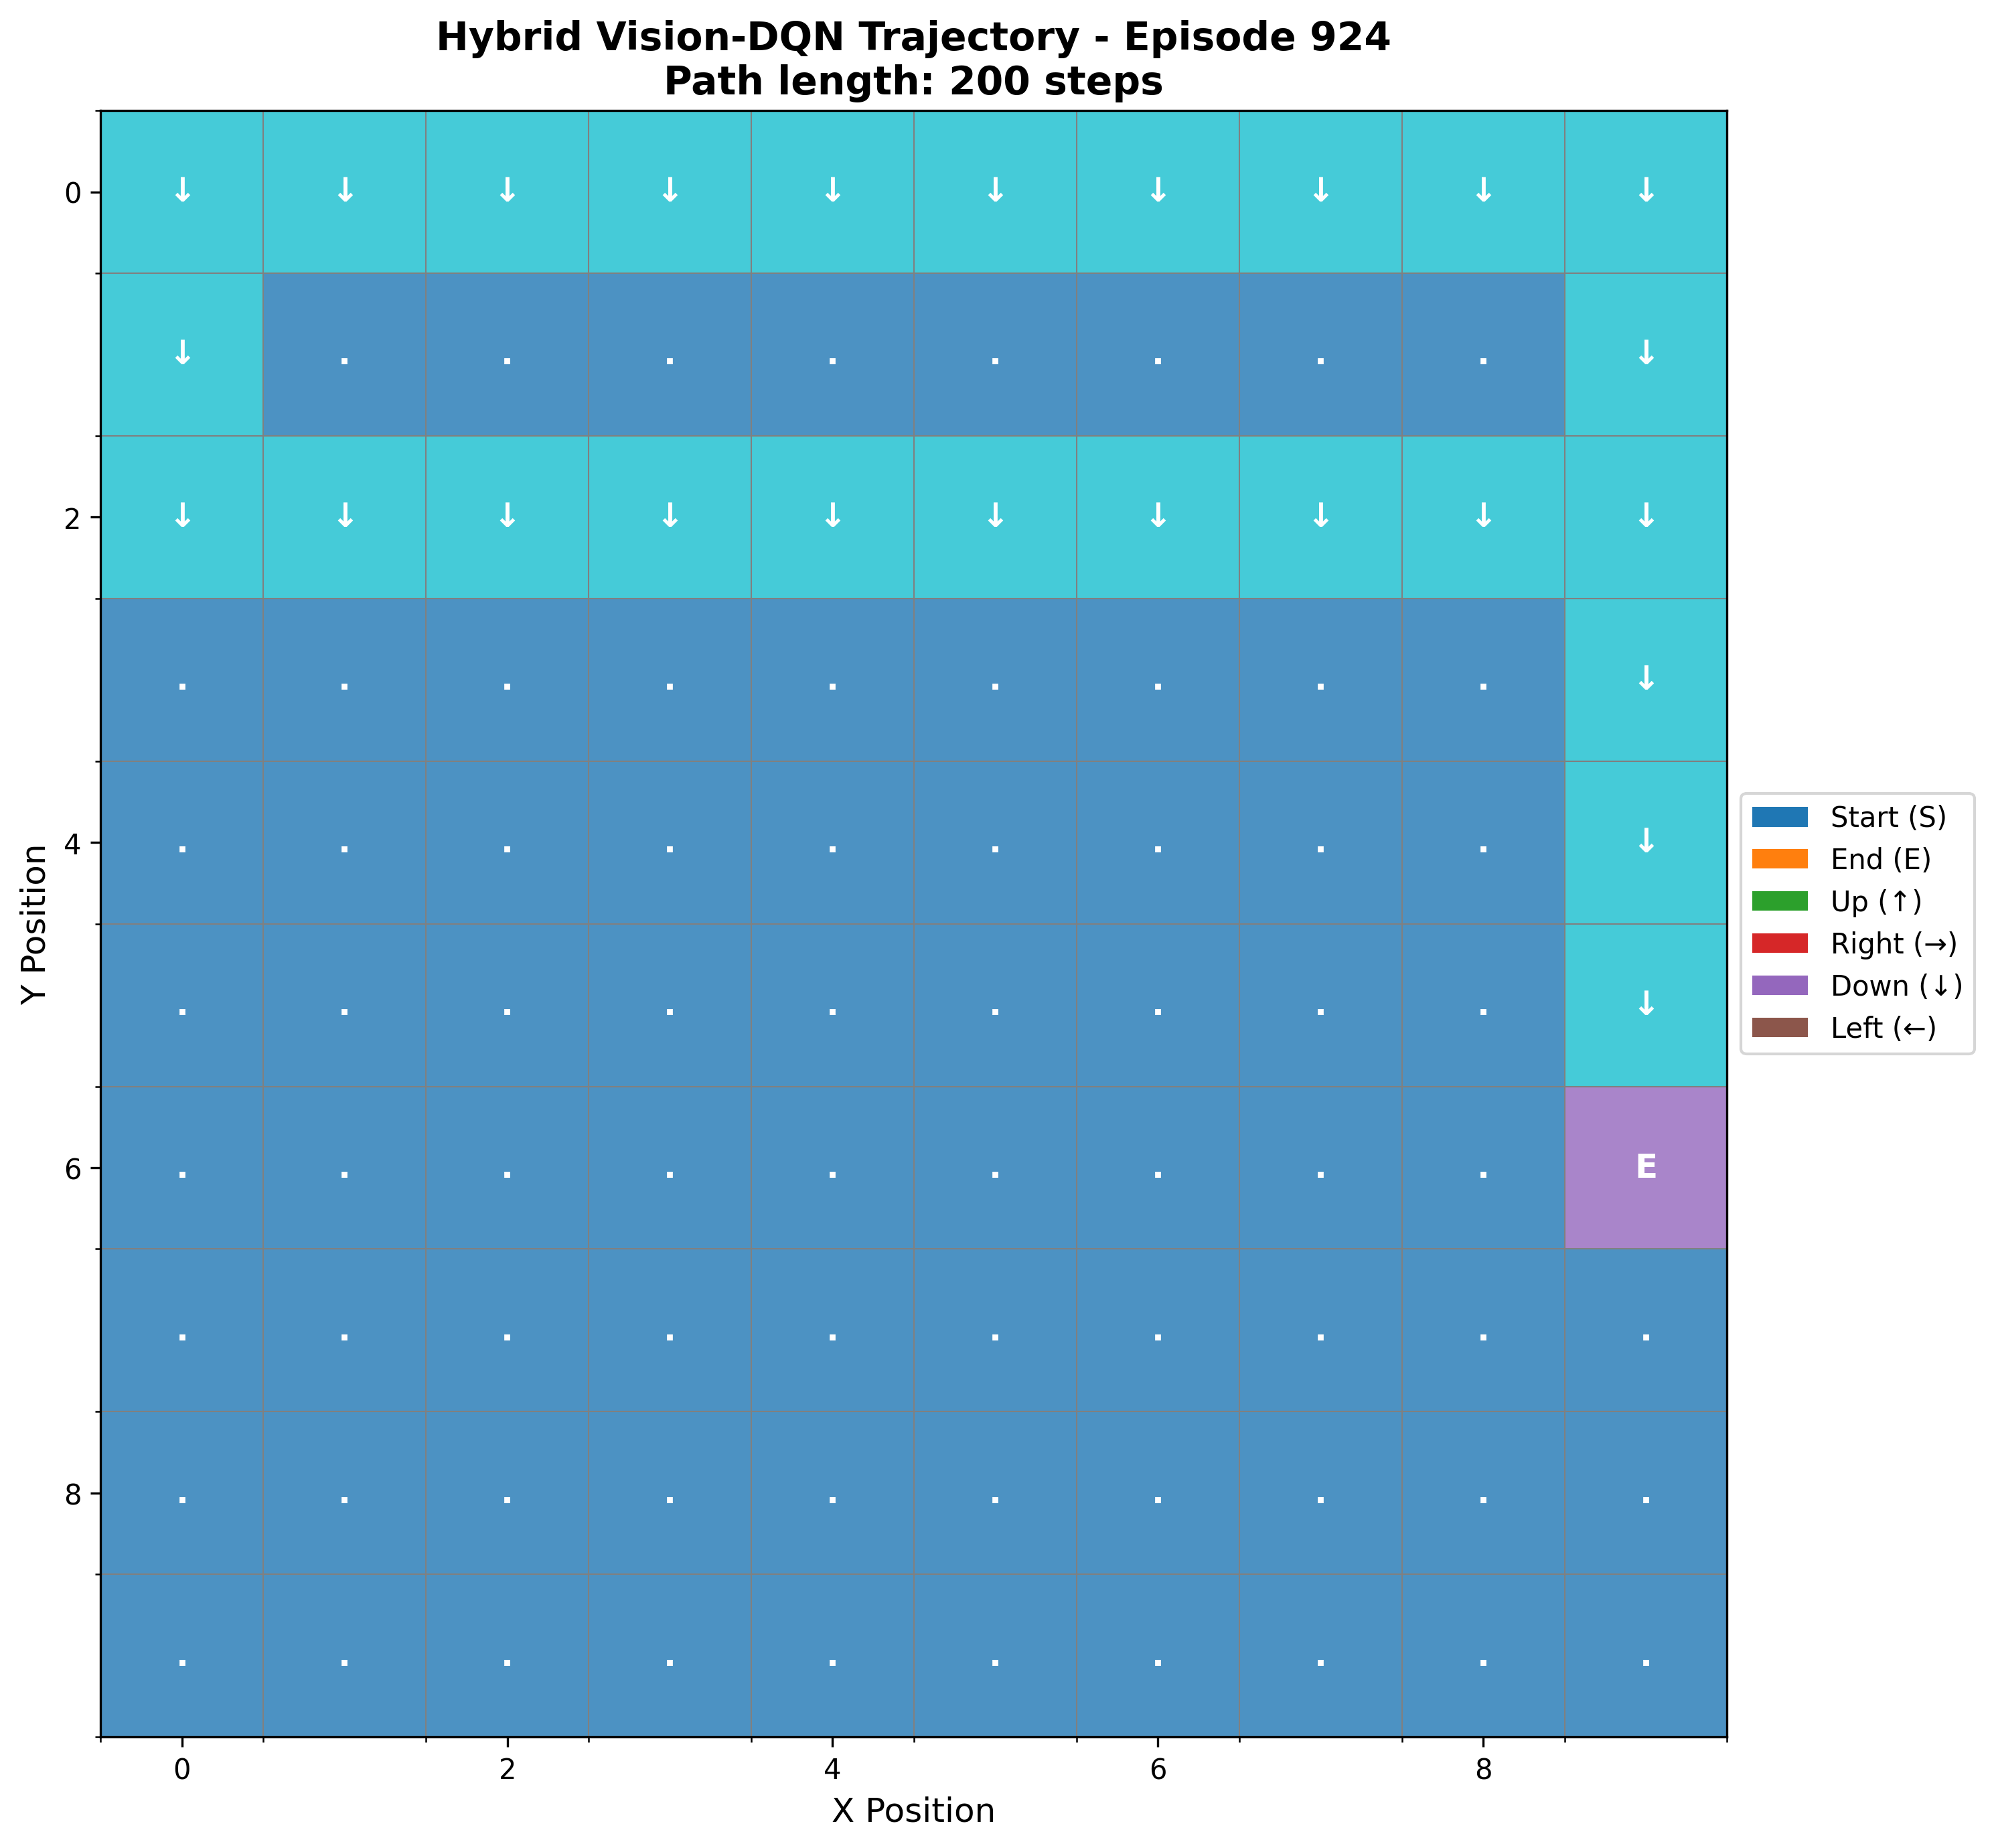 Hybrid Vision-DQN Trajectory - Episode 924
Path length: 200 steps
0 ↓ ↓ ↓ ↓ ↓ ↓ ↓ ↓ ↓ ↓
↓ . . . . . . . . ↓
2 ↓ ↓ ↓ ↓ ↓ ↓ ↓ ↓ ↓ ↓
. . . . . . . . . ↓
4 . . . . . . . . . ↓
. . . . . . . . . ↓
6 . . . . . . . . . E
. . . . . . . . . .
8 . . . . . . . . . .
. . . . . . . . . .
0 2 4 6 8
X Position
Y Position
Start (S)
End (E)
Up (↑)
Right (→)
Down (↓)
Left (←)